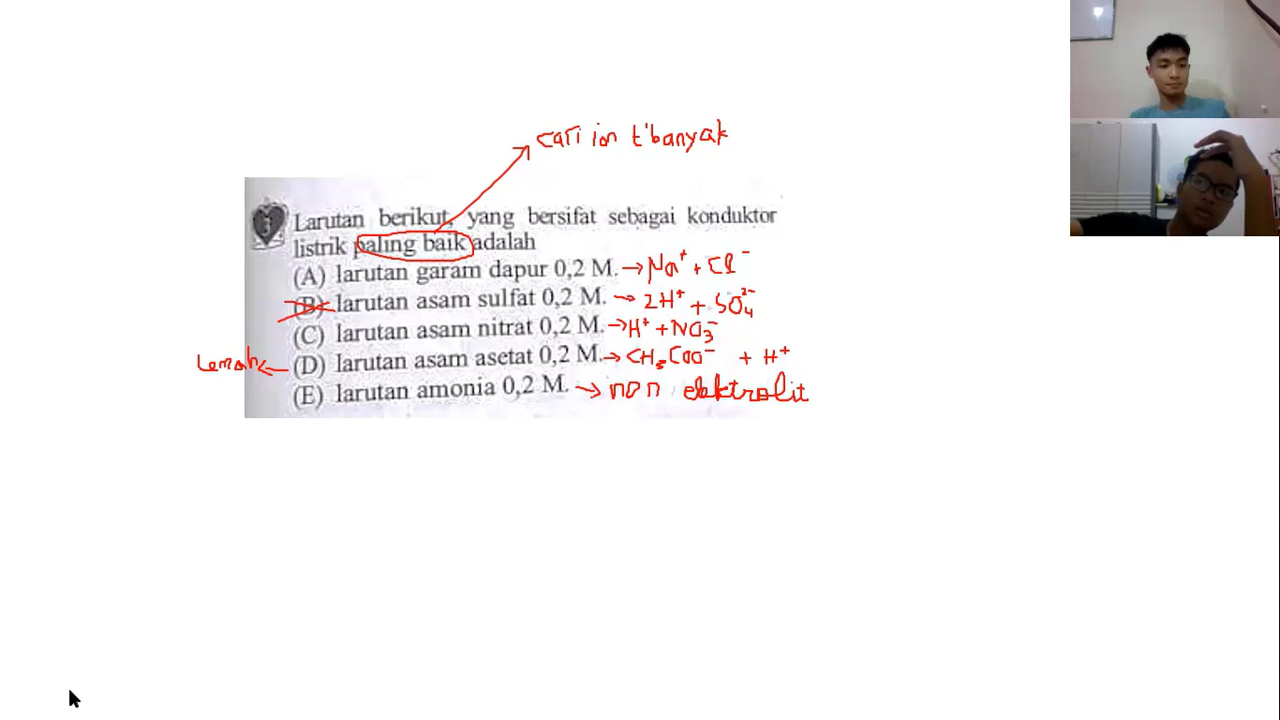 cari ion t'banyak
Larutan berikut, yang bersifat sebagai konduktor
listrik paling baik adalah
(A) larutan garam dapur 0,2 M. → Na⁺ + Cl⁻
(B) larutan asam sulfat 0,2 M. → 2H⁺ + SO₄²⁻
(C) larutan asam nitrat 0,2 M. → H⁺ + NO₃⁻
lemah ← (D) larutan asam asetat 0,2 M. → CH₃COO⁻ + H⁺
(E) larutan amonia 0,2 M. → non elektrolit